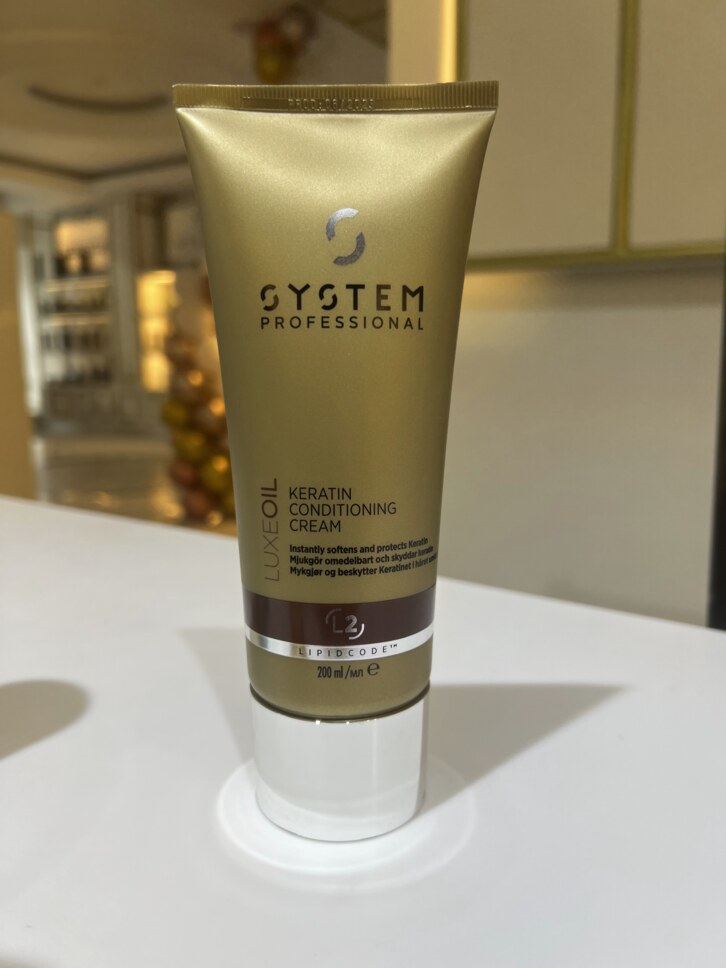 SYSTEM
PROFESSIONAL
LUXEOIL
KERATIN
CONDITIONING
CREAM
Instantly softens and protects Keratin
Mjukgör omedelbart och skyddar keratin
Mykgjør og beskytter Keratinet i håret
L2
LIPIDCODE™
200 ml/мл ℮